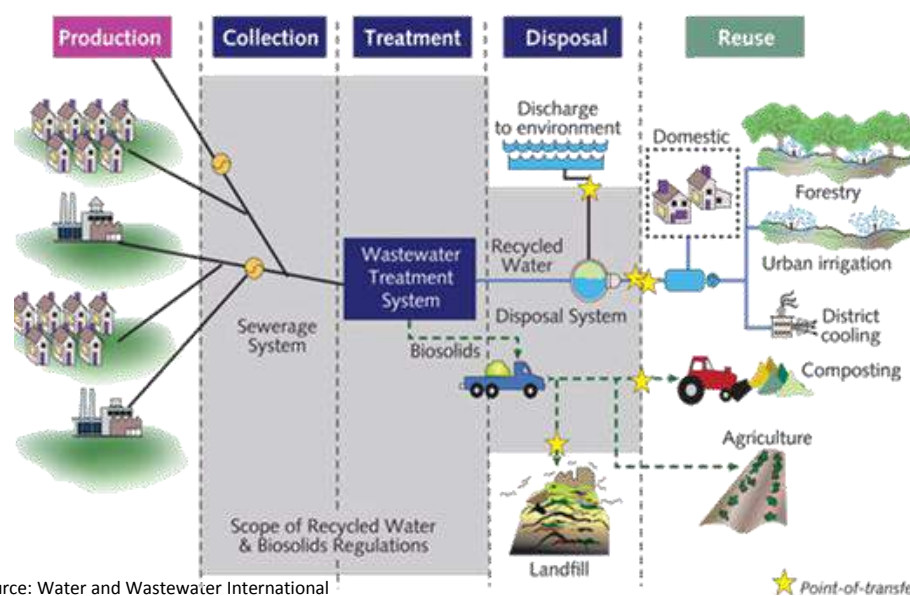 Production
Collection
Treatment
Disposal
Reuse
Discharge
to environment
Domestic
Forestry
Urban irrigation
District
cooling
Wastewater
Treatment
System
Recycled
Water
Disposal System
Sewerage
System
Biosolids
Composting
Agriculture
Scope of Recycled Water
& Biosolids Regulations
Landfill
urce: Water and Wastewater International
Point-of-transfe